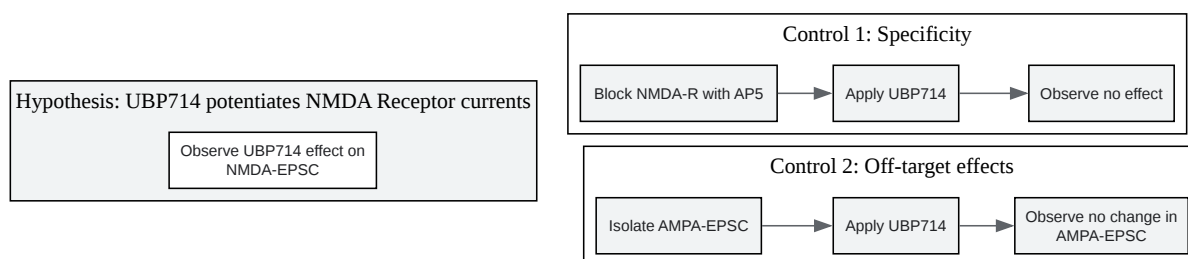 Hypothesis: UBP714 potentiates NMDA Receptor currents
Observe UBP714 effect on
NMDA-EPSC
Control 1: Specificity
Block NMDA-R with AP5
Apply UBP714
Observe no effect
Control 2: Off-target effects
Isolate AMPA-EPSC
Apply UBP714
Observe no change in
AMPA-EPSC